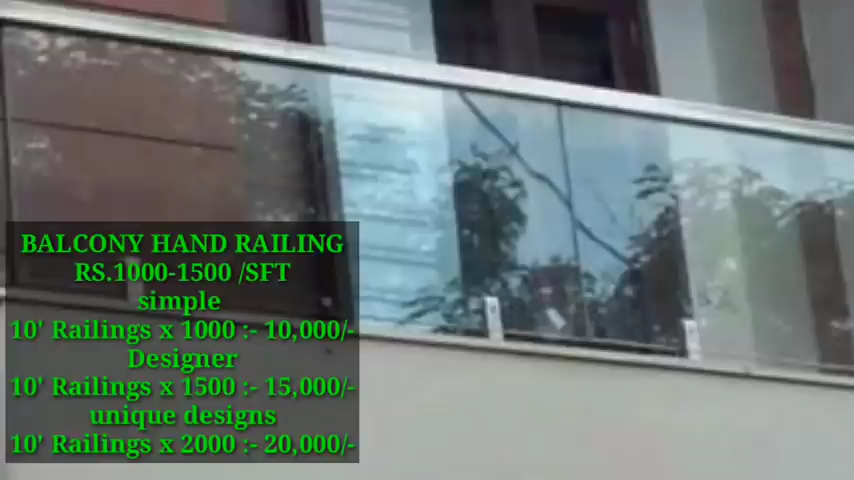 BALCONY HAND RAILING
RS.1000-1500 /SFT
simple
10' Railings x 1000 :- 10,000/-
Designer
10' Railings x 1500 :- 15,000/-
unique designs
10' Railings x 2000 :- 20,000/-